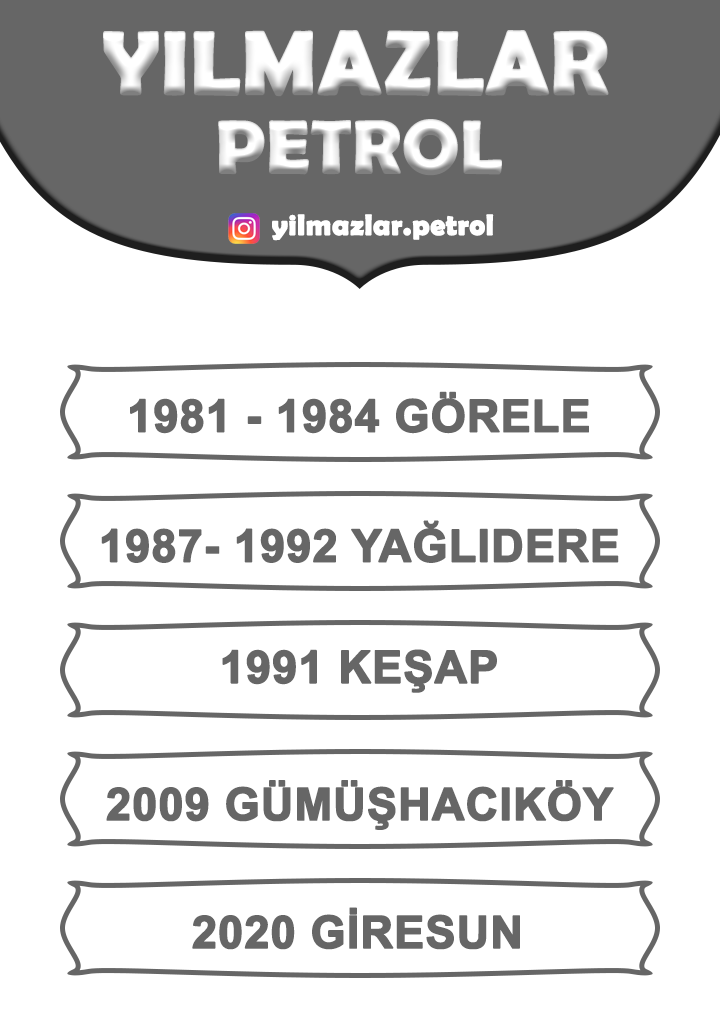 YILMAZLAR
PETROL
yilmazlar.petrol
1981 - 1984 GÖRELE
1987- 1992 YAĞLIDERE
1991 KEŞAP
2009 GÜMÜŞHACIKÖY
2020 GİRESUN